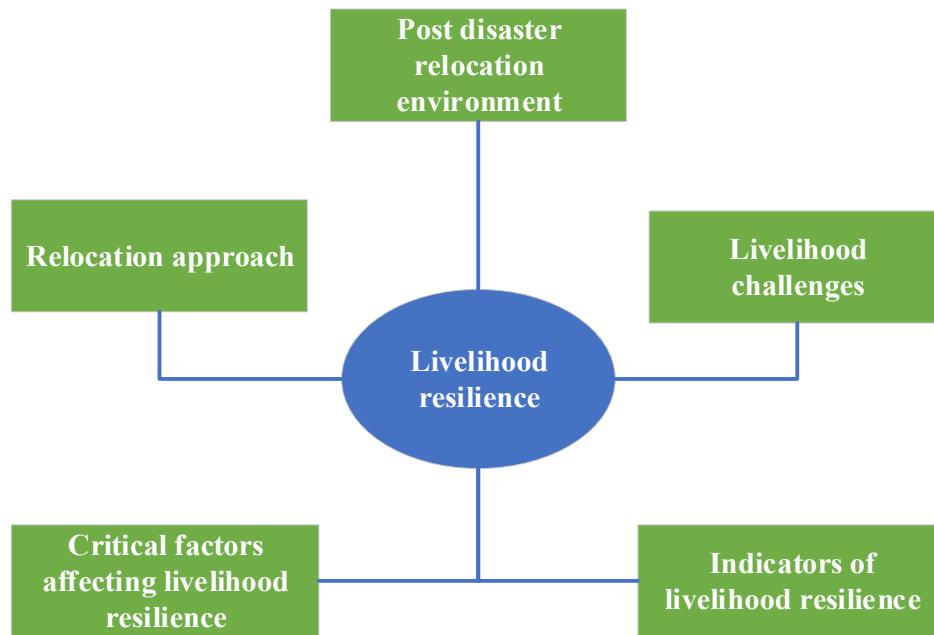 Post disaster
relocation
environment
Relocation approach
Livelihood
challenges
Livelihood
resilience
Critical factors
affecting livelihood
resilience
Indicators of
livelihood resilience